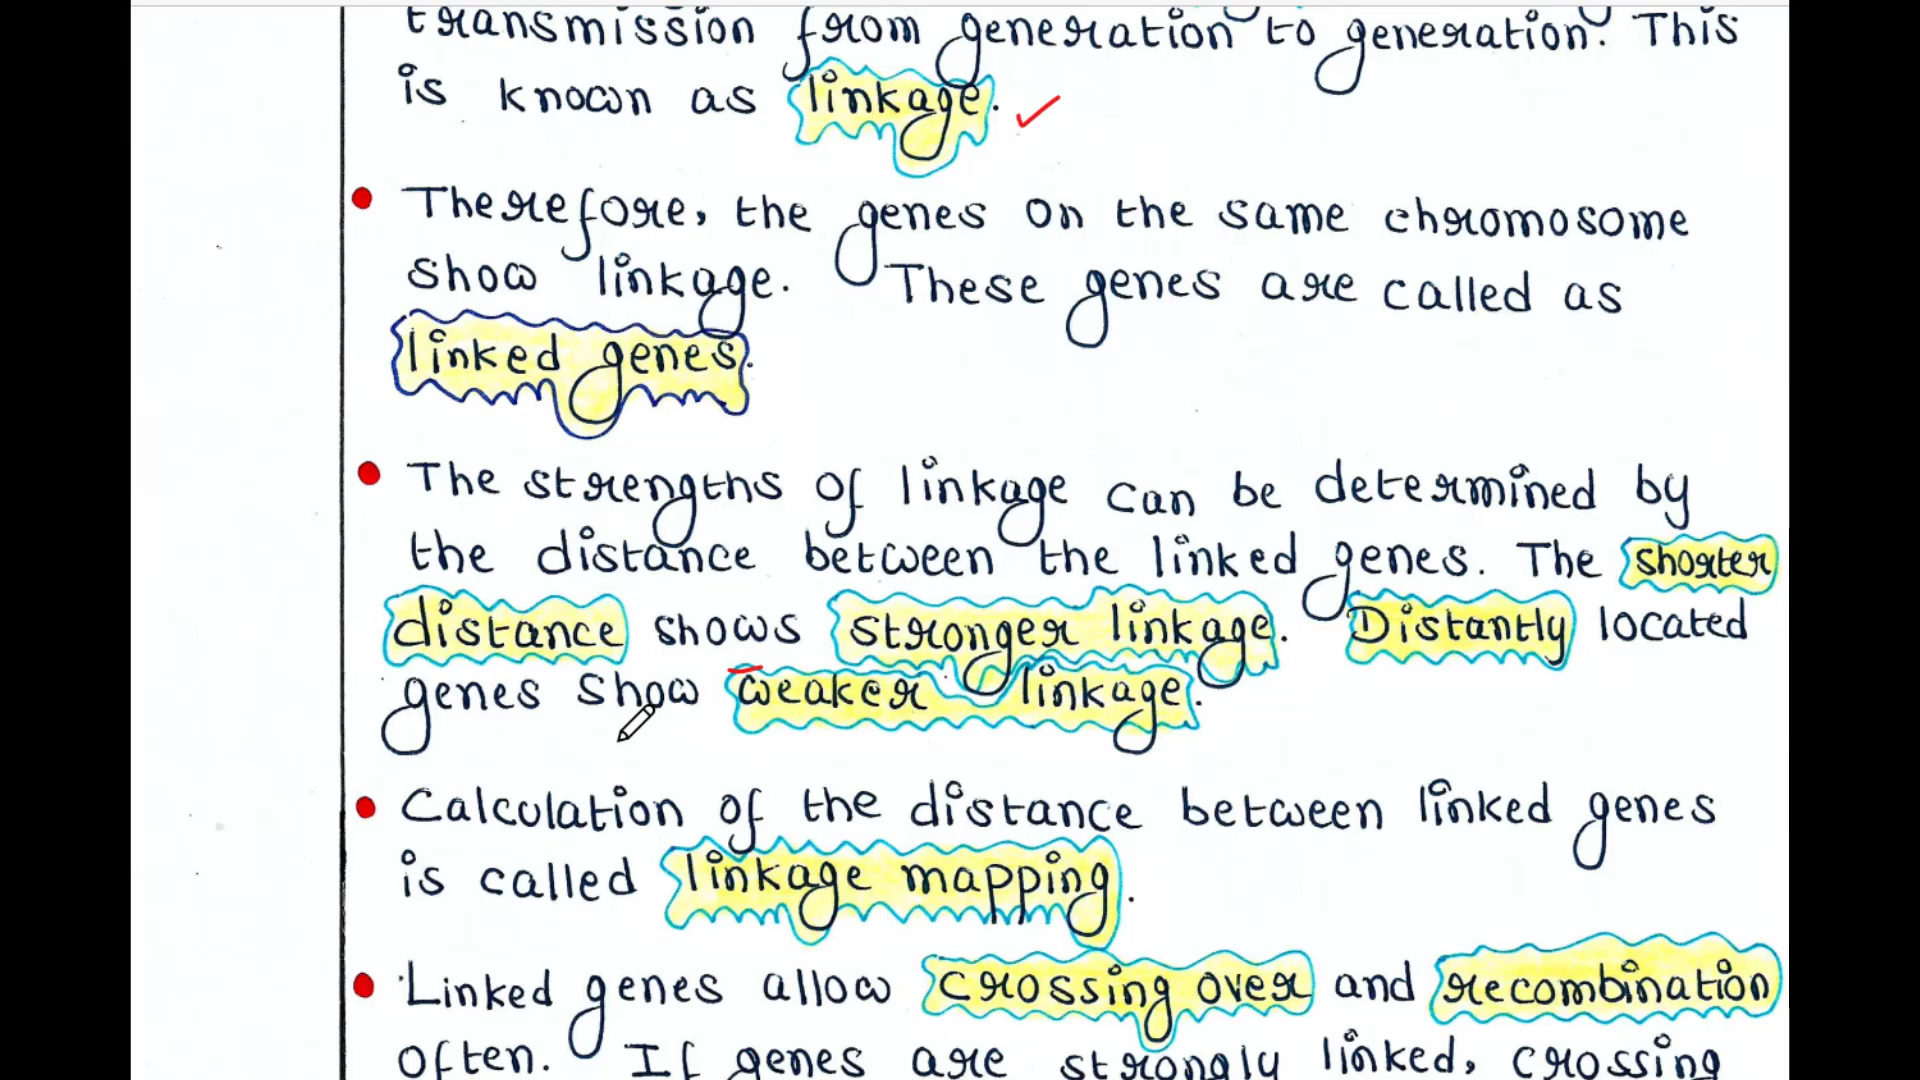 transmission from generation to generation. This
is known as linkage.
Therefore, the genes on the same chromosome
show linkage. These genes are called as
linked genes.
The strengths of linkage can be determined by
the distance between the linked genes. The shorter
distance shows stronger linkage. Distantly located
genes show weaker linkage.
Calculation of the distance between linked genes
is called linkage mapping.
Linked genes allow crossing over and recombination
often. If genes are strongly linked, crossing